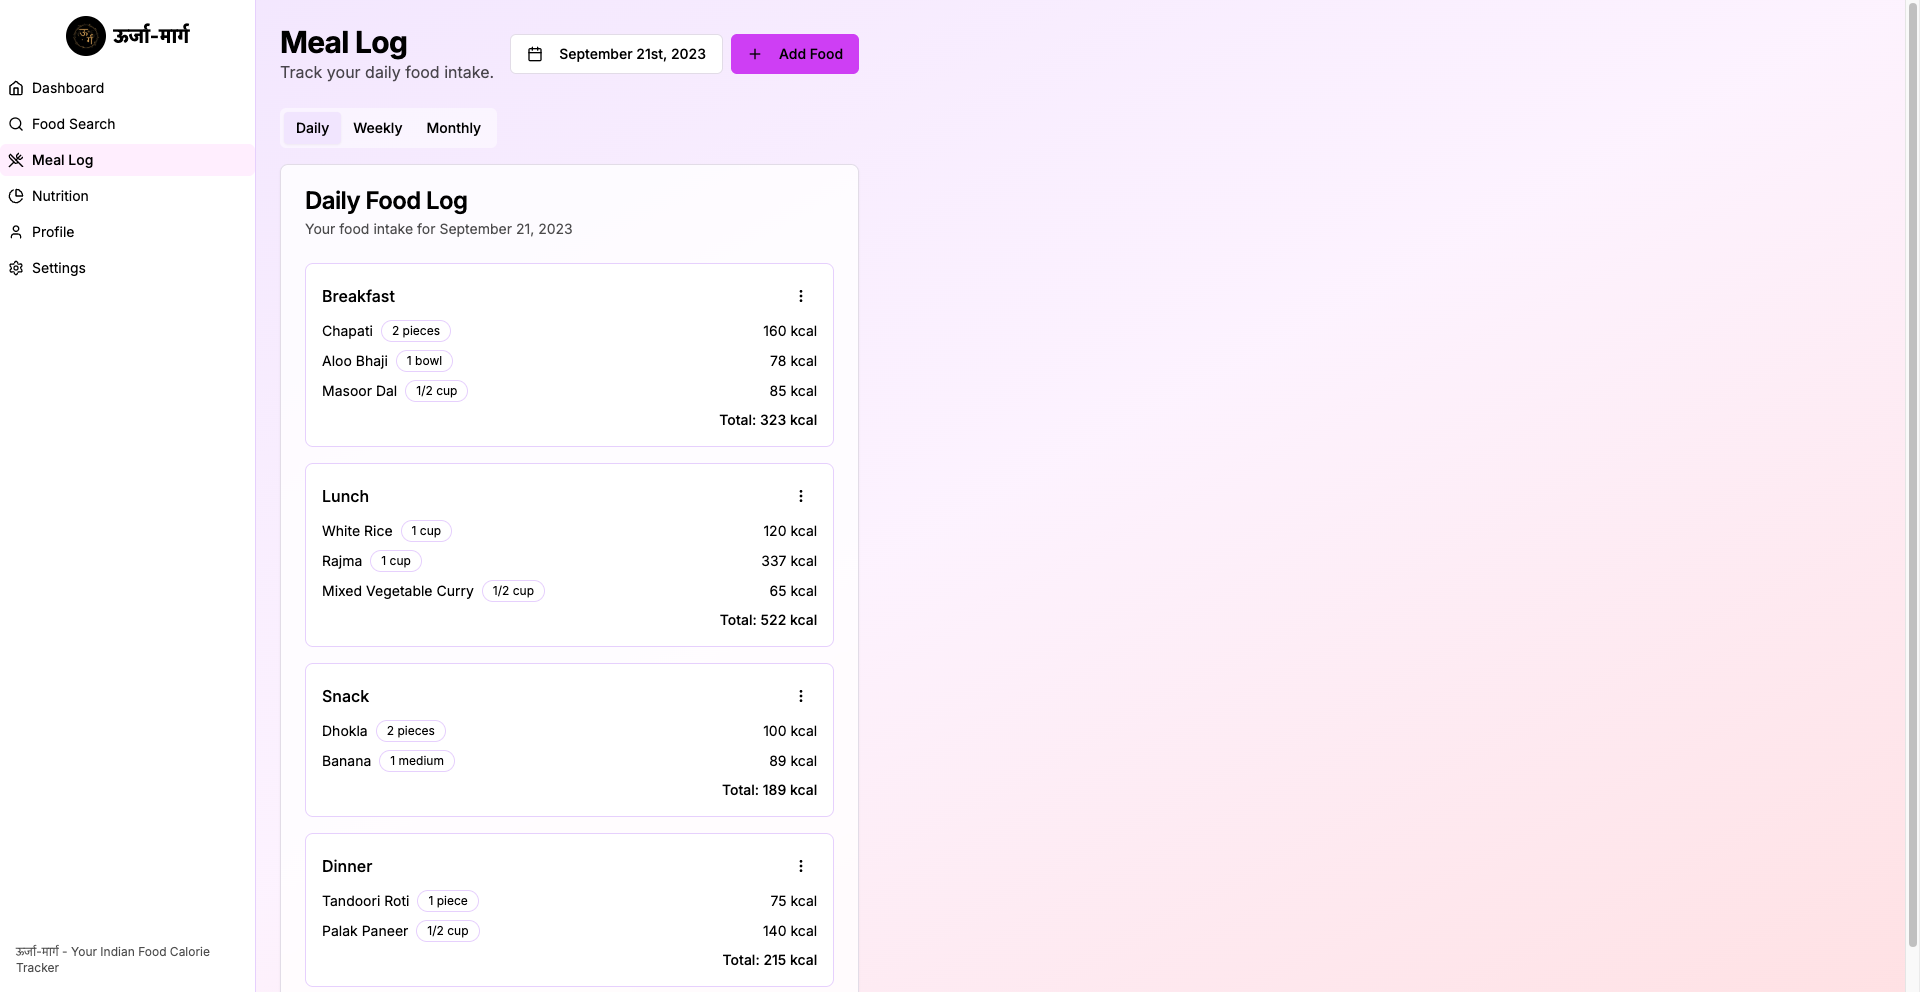 ऊर्जा-मार्ग
Dashboard
Food Search
Meal Log
Nutrition
Profile
Settings
ऊर्जा-मार्ग - Your Indian Food Calorie
Tracker
Meal Log
Track your daily food intake.
September 21st, 2023
Add Food
Daily Weekly Monthly
Daily Food Log
Your food intake for September 21, 2023
Breakfast
Chapati 2 pieces 160 kcal
Aloo Bhaji 1 bowl 78 kcal
Masoor Dal 1/2 cup 85 kcal
Total: 323 kcal
Lunch
White Rice 1 cup 120 kcal
Rajma 1 cup 337 kcal
Mixed Vegetable Curry 1/2 cup 65 kcal
Total: 522 kcal
Snack
Dhokla 2 pieces 100 kcal
Banana 1 medium 89 kcal
Total: 189 kcal
Dinner
Tandoori Roti 1 piece 75 kcal
Palak Paneer 1/2 cup 140 kcal
Total: 215 kcal